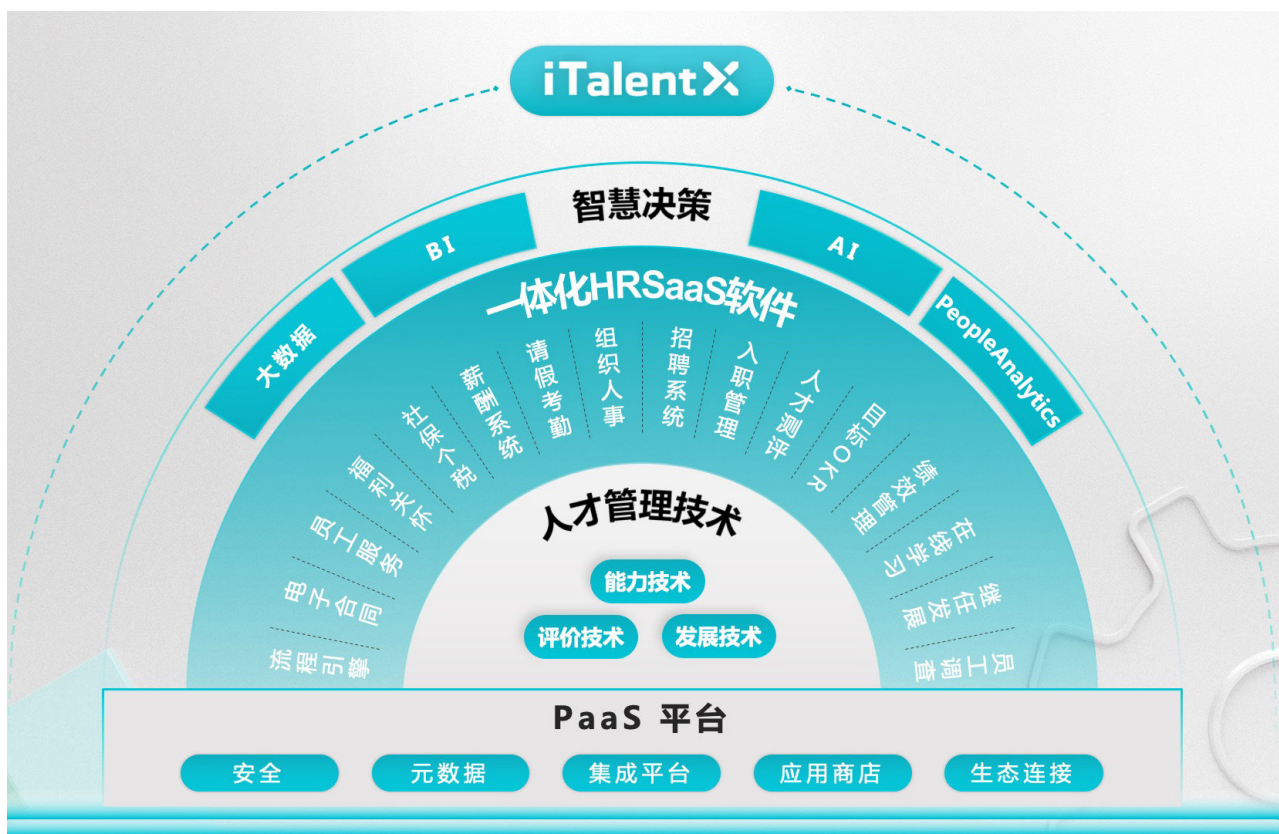 iTalentX
智慧决策
大数据
BI
AI
PeopleAnalytics
一体化HRSaaS软件
流程引擎
电子合同
员工服务
福利关怀
社保个税
薪酬系统
请假考勤
组织人事
招聘系统
入职管理
人才测评
目标OKR
绩效管理
在线学习
继任发展
员工调查
人才管理技术
能力技术
评价技术
发展技术
PaaS 平台
安全
元数据
集成平台
应用商店
生态连接